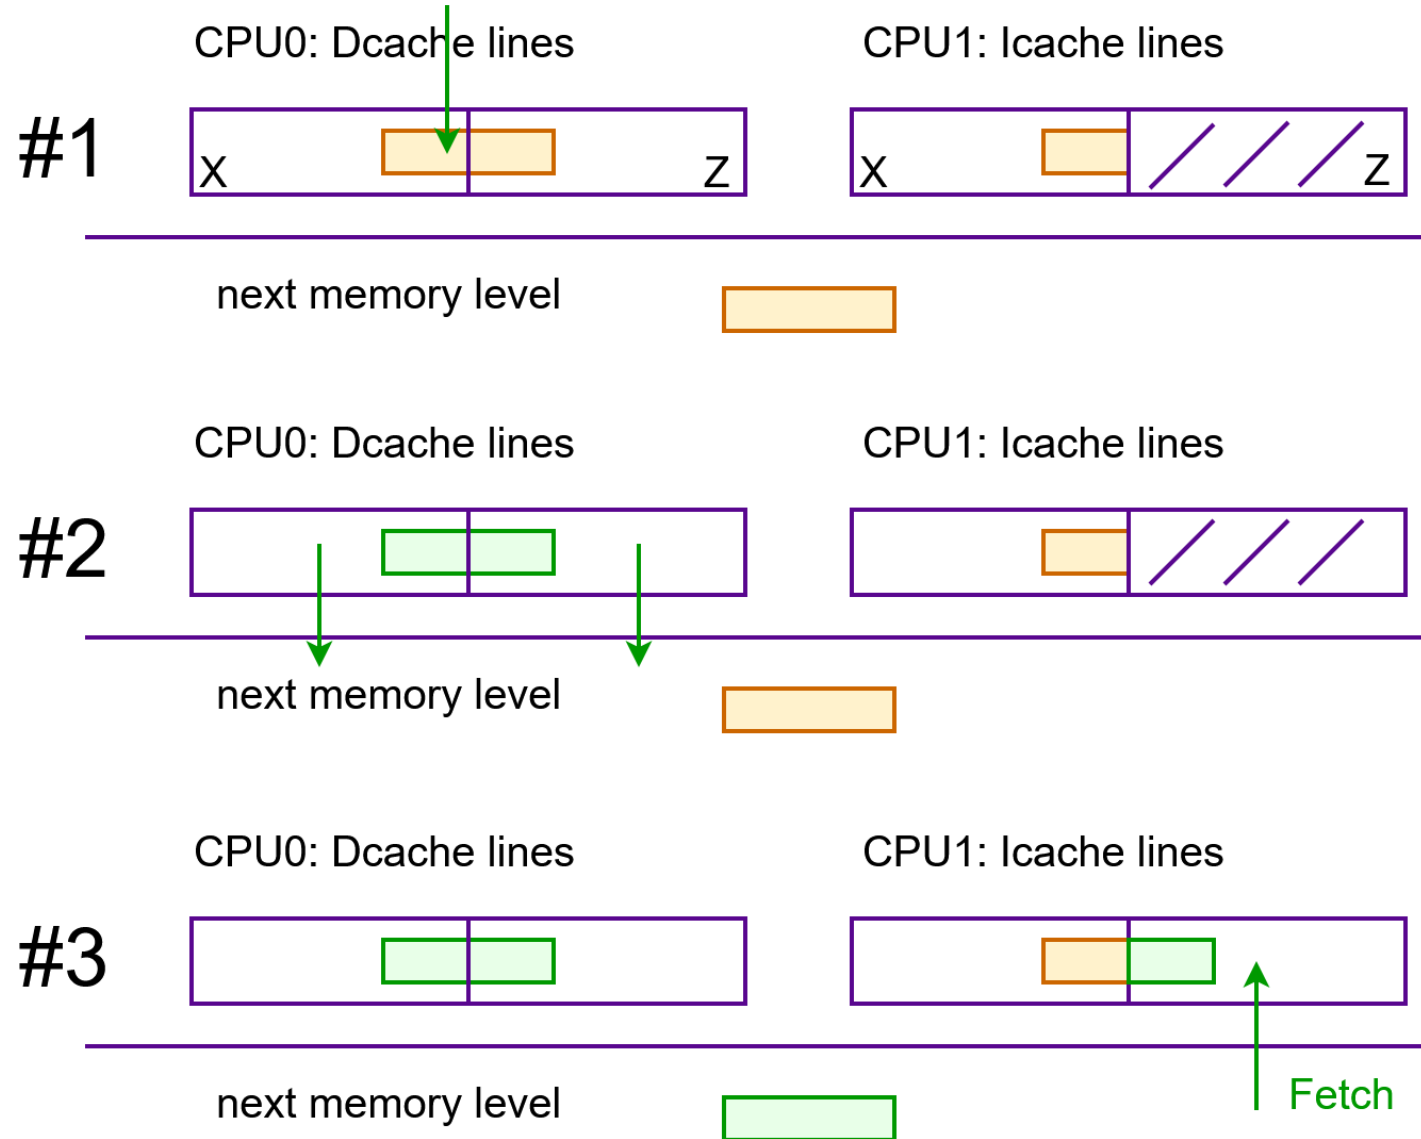 CPU0: Dcache lines
CPU1: Icache lines
#1
X
Z
X
Z
next memory level
CPU0: Dcache lines
CPU1: Icache lines
#2
next memory level
CPU0: Dcache lines
CPU1: Icache lines
#3
next memory level
Fetch